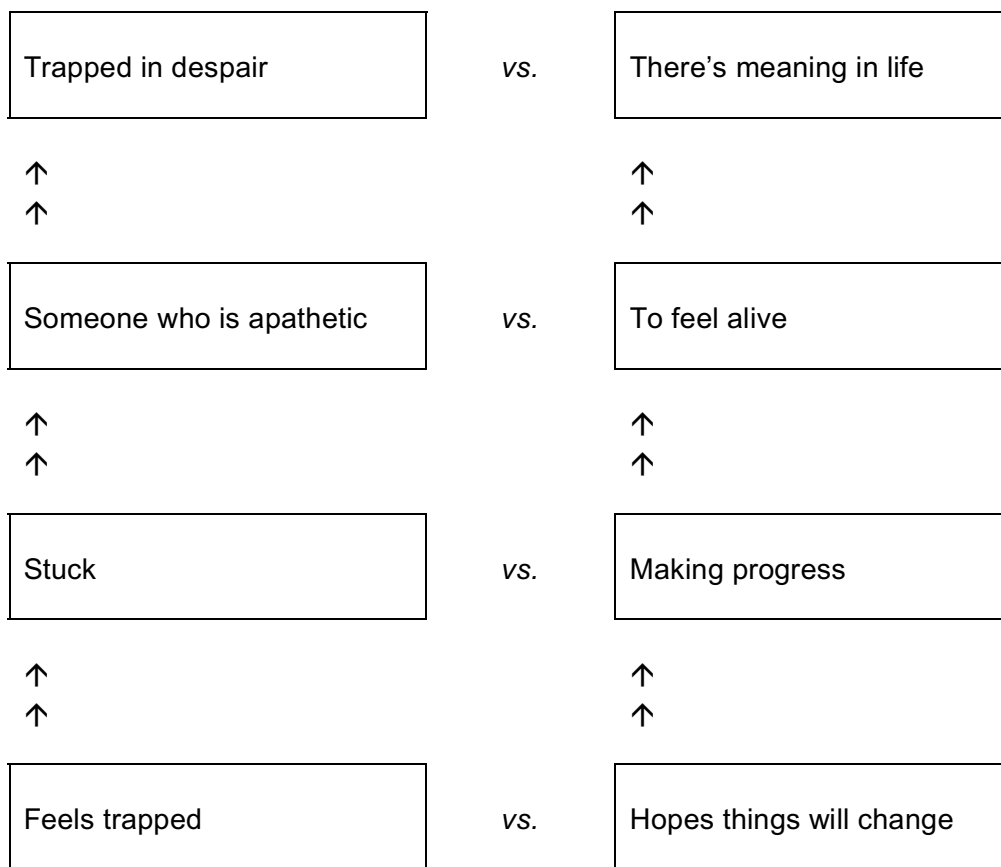 Trapped in despair vs. There’s meaning in life
↑ ↑
↑ ↑
Someone who is apathetic vs. To feel alive
↑ ↑
↑ ↑
Stuck vs. Making progress
↑ ↑
↑ ↑
Feels trapped vs. Hopes things will change